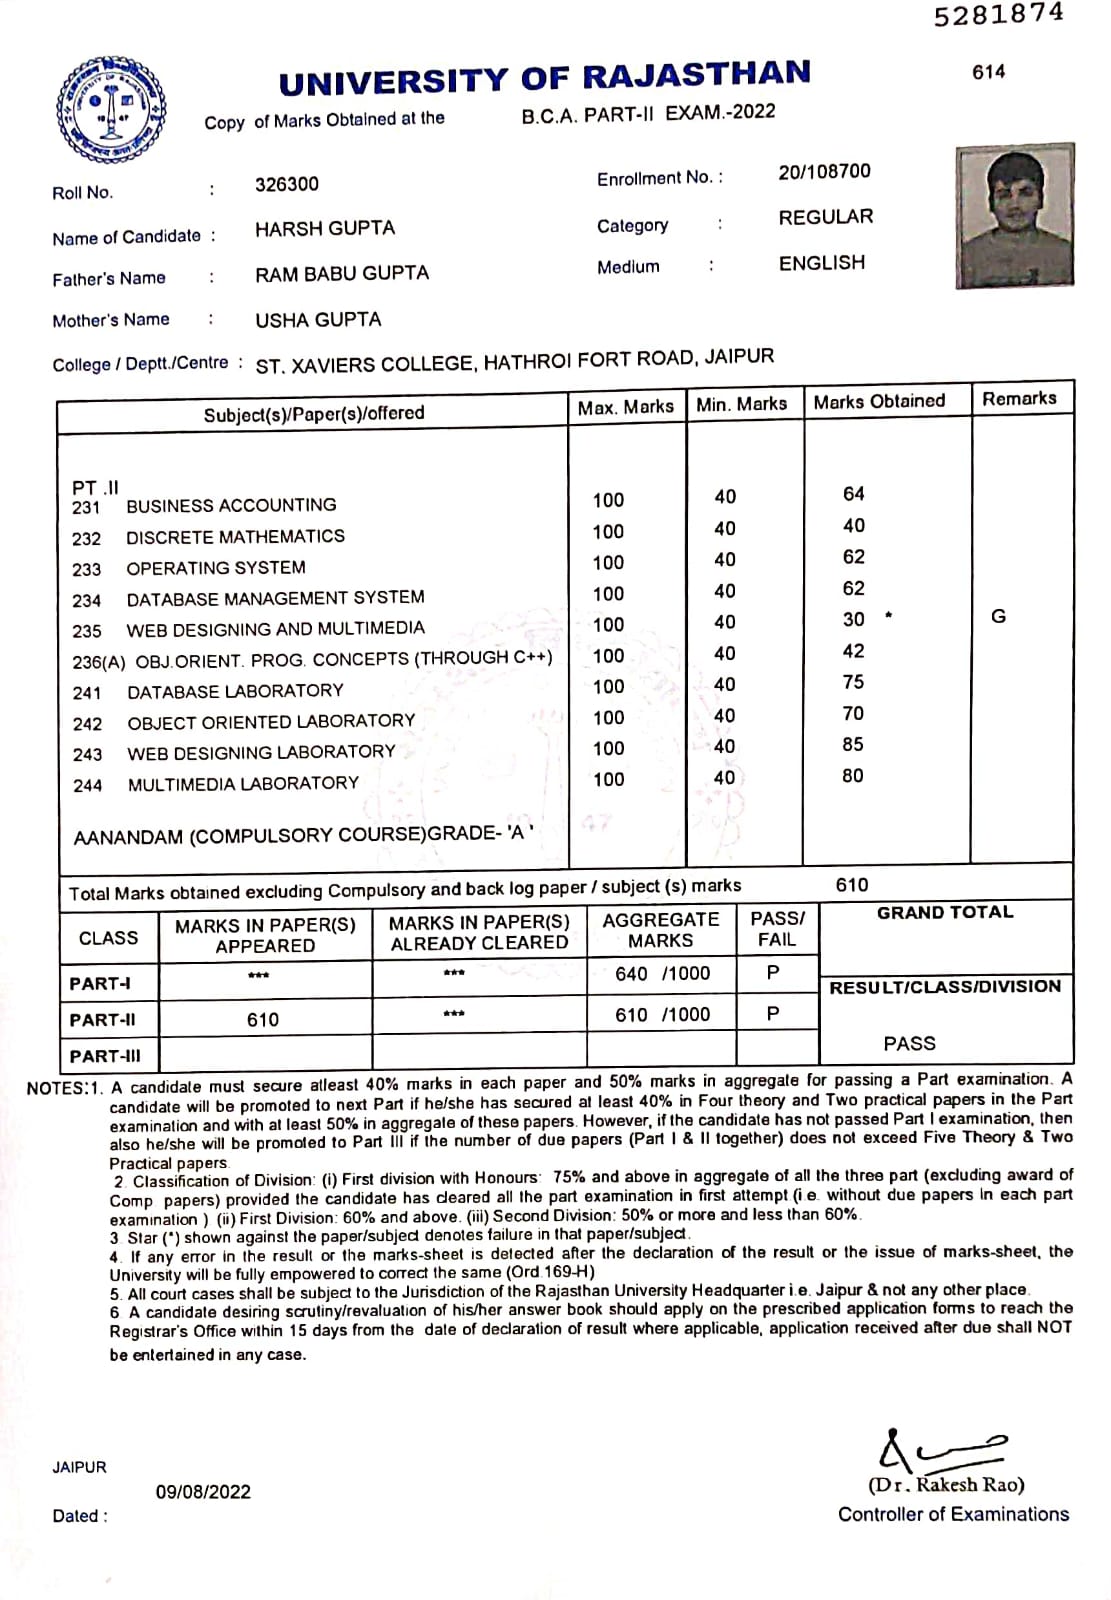 5281874
UNIVERSITY OF RAJASTHAN 614
Copy of Marks Obtained at the B.C.A. PART-II EXAM.-2022
Roll No. : 326300 Enrollment No. : 20/108700
Name of Candidate : HARSH GUPTA Category : REGULAR
Father's Name : RAM BABU GUPTA Medium : ENGLISH
Mother's Name : USHA GUPTA
College / Deptt./Centre : ST. XAVIERS COLLEGE, HATHROI FORT ROAD, JAIPUR
Subject(s)/Paper(s)/offered Max. Marks Min. Marks Marks Obtained Remarks
PT .II
231 BUSINESS ACCOUNTING 100 40 64
232 DISCRETE MATHEMATICS 100 40 40
233 OPERATING SYSTEM 100 40 62
234 DATABASE MANAGEMENT SYSTEM 100 40 62
235 WEB DESIGNING AND MULTIMEDIA 100 40 30 * G
236(A) OBJ.ORIENT. PROG. CONCEPTS (THROUGH C++) 100 40 42
241 DATABASE LABORATORY 100 40 75
242 OBJECT ORIENTED LABORATORY 100 40 70
243 WEB DESIGNING LABORATORY 100 40 85
244 MULTIMEDIA LABORATORY 100 40 80
AANANDAM (COMPULSORY COURSE)GRADE- 'A '
Total Marks obtained excluding Compulsory and back log paper / subject (s) marks 610
CLASS MARKS IN PAPER(S) APPEARED MARKS IN PAPER(S) ALREADY CLEARED AGGREGATE MARKS PASS/ FAIL GRAND TOTAL
PART-I *** *** 640 /1000 P
RESULT/CLASS/DIVISION
PART-II 610 *** 610 /1000 P
PASS
PART-III
NOTES:1. A candidate must secure atleast 40% marks in each paper and 50% marks in aggregate for passing a Part examination. A
candidate will be promoted to next Part if he/she has secured at least 40% in Four theory and Two practical papers in the Part
examination and with at least 50% in aggregate of these papers. However, if the candidate has not passed Part I examination, then
also he/she will be promoted to Part III if the number of due papers (Part I & II together) does not exceed Five Theory & Two
Practical papers.
2. Classification of Division: (i) First division with Honours: 75% and above in aggregate of all the three part (excluding award of
Comp papers) provided the candidate has cleared all the part examination in first attempt (i.e. without due papers in each part
examination ) (ii) First Division: 60% and above. (iii) Second Division: 50% or more and less than 60%.
3. Star (*) shown against the paper/subject denotes failure in that paper/subject.
4. If any error in the result or the marks-sheet is detected after the declaration of the result or the issue of marks-sheet, the
University will be fully empowered to correct the same (Ord.169-H)
5. All court cases shall be subject to the Jurisdiction of the Rajasthan University Headquarter i.e. Jaipur & not any other place.
6 A candidate desiring scrutiny/revaluation of his/her answer book should apply on the prescribed application forms to reach the
Registrar's Office within 15 days from the date of declaration of result where applicable, application received after due shall NOT
be entertained in any case.
JAIPUR
09/08/2022
Dated :
(Dr. Rakesh Rao)
Controller of Examinations